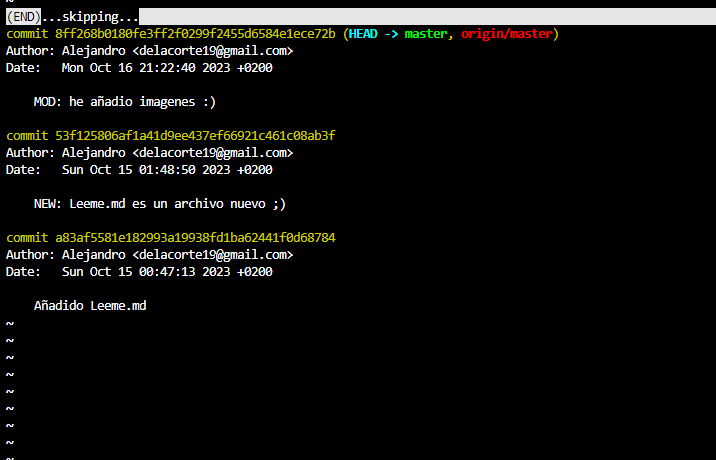 ~
(END)...skipping...
commit 8ff268b0180fe3ff2f0299f2455d6584e1ece72b (HEAD -> master, origin/master)
Author: Alejandro <delacorte19@gmail.com>
Date:   Mon Oct 16 21:22:40 2023 +0200
MOD: he añadio imagenes :)
commit 53f125806af1a41d9ee437ef66921c461c08ab3f
Author: Alejandro <delacorte19@gmail.com>
Date:   Sun Oct 15 01:48:50 2023 +0200
NEW: Leeme.md es un archivo nuevo ;)
commit a83af5581e182993a19938fd1ba62441f0d68784
Author: Alejandro <delacorte19@gmail.com>
Date:   Sun Oct 15 00:47:13 2023 +0200
Añadido Leeme.md
~
~
~
~
~
~
~
~
~